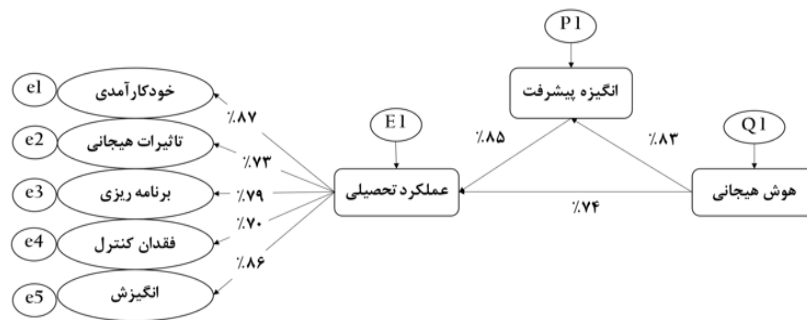 P1
انگیزه پیشرفت
Q1
هوش هیجانی
٪۸۳
٪۸۵
٪۷۴
E1
عملکرد تحصیلی
٪۸۷
٪۷۳
٪۷۹
٪۷۰
٪۸۶
خودکارآمدی
e1
تاثیرات هیجانی
e2
برنامه ریزی
e3
فقدان کنترل
e4
انگیزش
e5